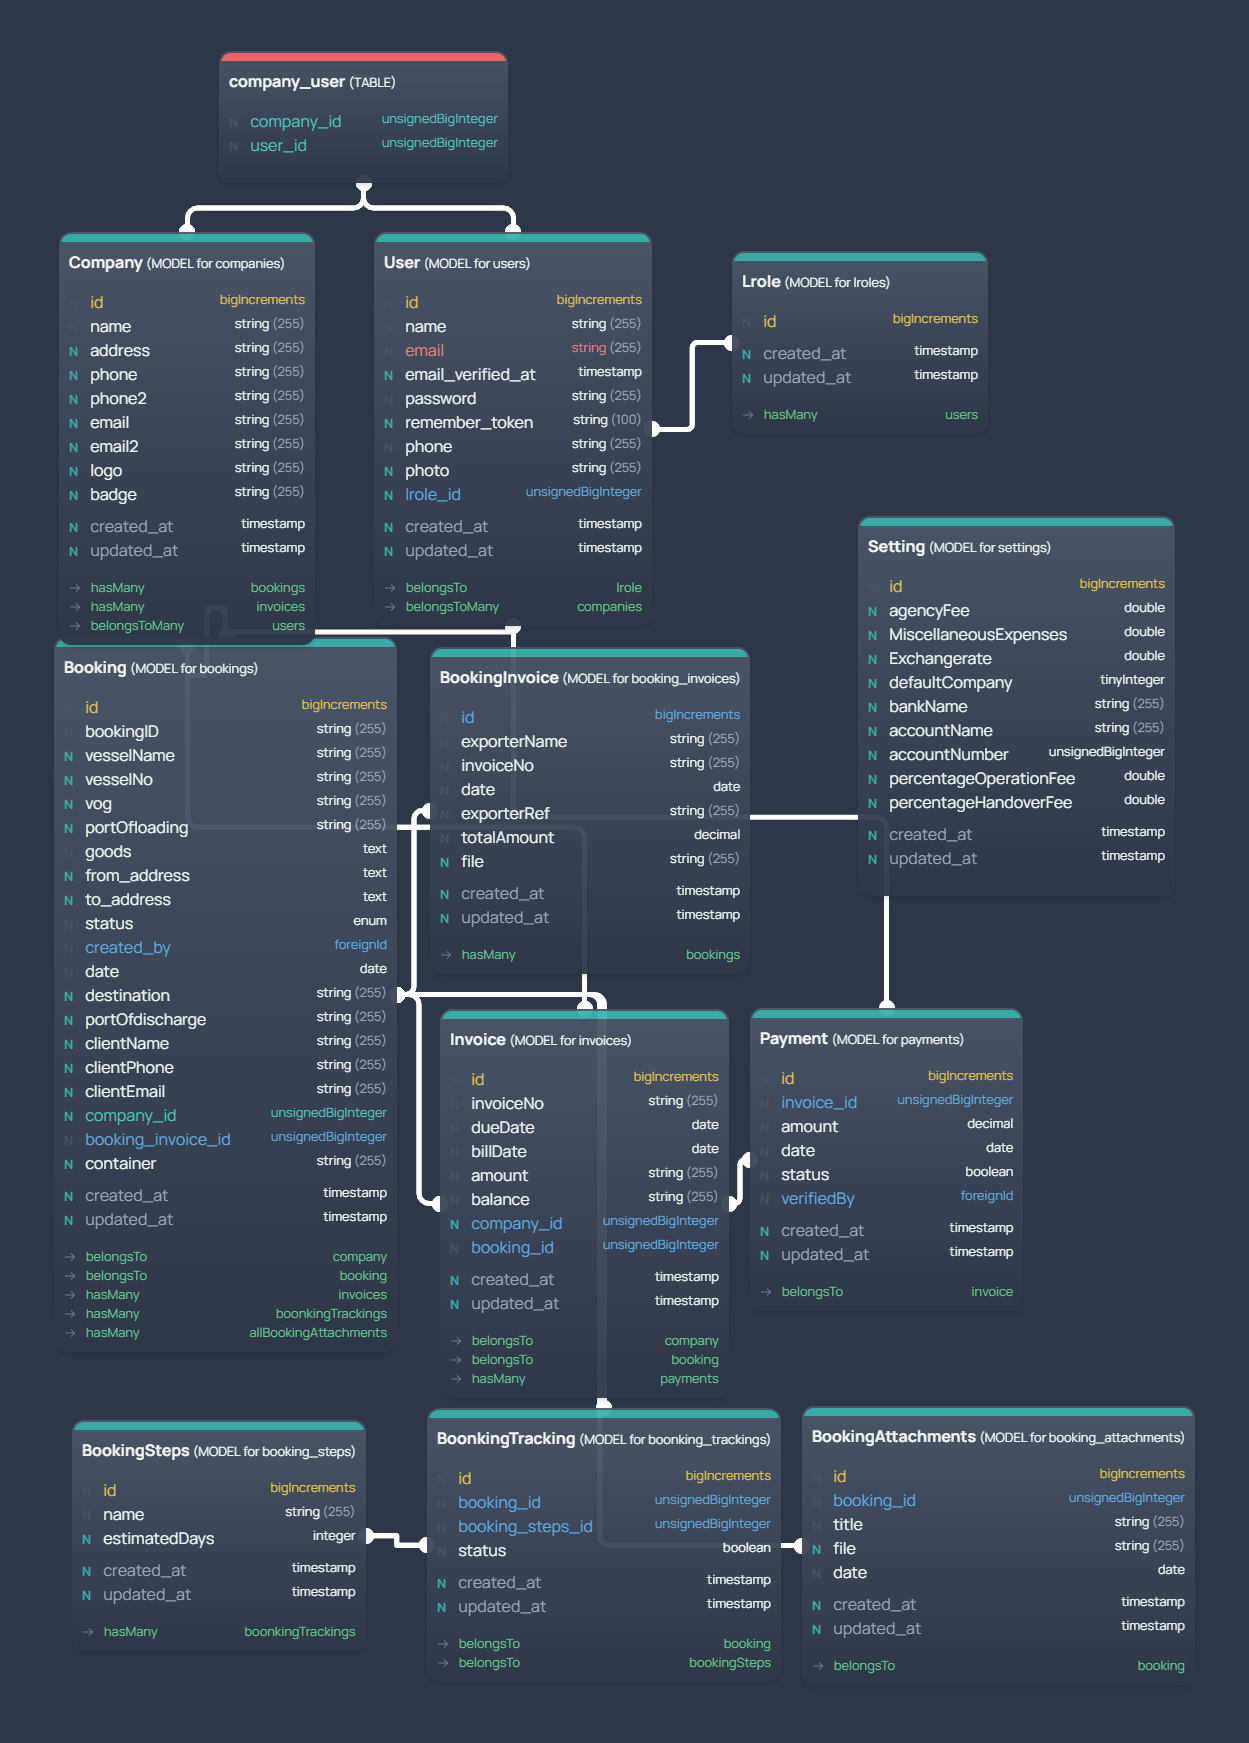 company_user (TABLE)
N company_id unsignedBigInteger
N user_id unsignedBigInteger
Company (MODEL for companies)
N id bigIncrements
N name string (255)
N address string (255)
N phone string (255)
N phone2 string (255)
N email string (255)
N email2 string (255)
N logo string (255)
N badge string (255)
N created_at timestamp
N updated_at timestamp
→ hasMany bookings
→ hasMany invoices
→ belongsToMany users
User (MODEL for users)
N id bigIncrements
N name string (255)
N email string (255)
N email_verified_at timestamp
N password string (255)
N remember_token string (100)
N phone string (255)
N photo string (255)
N lrole_id unsignedBigInteger
N created_at timestamp
N updated_at timestamp
→ belongsTo lrole
→ belongsToMany companies
Lrole (MODEL for lroles)
N id bigIncrements
N created_at timestamp
N updated_at timestamp
→ hasMany users
Setting (MODEL for settings)
N id bigIncrements
N agencyFee double
N MiscellaneousExpenses double
N Exchangerate double
N defaultCompany tinyInteger
N bankName string (255)
N accountName string (255)
N accountNumber unsignedBigInteger
N percentageOperationFee double
N percentageHandoverFee double
N created_at timestamp
N updated_at timestamp
Booking (MODEL for bookings)
N id bigIncrements
N bookingID string (255)
N vesselName string (255)
N vesselNo string (255)
N vog string (255)
N portOfloading string (255)
N goods text
N from_address text
N to_address text
N status enum
N created_by foreignId
N date date
N destination string (255)
N portOfdischarge string (255)
N clientName string (255)
N clientPhone string (255)
N clientEmail string (255)
N company_id unsignedBigInteger
N booking_invoice_id unsignedBigInteger
N container string (255)
N created_at timestamp
N updated_at timestamp
→ belongsTo company
→ belongsTo booking
→ hasMany invoices
→ hasMany boonkingTrackings
→ hasMany allBookingAttachments
BookingInvoice (MODEL for booking_invoices)
N id bigIncrements
N exporterName string (255)
N invoiceNo string (255)
N date date
N exporterRef string (255)
N totalAmount decimal
N file string (255)
N created_at timestamp
N updated_at timestamp
→ hasMany bookings
Invoice (MODEL for invoices)
N id bigIncrements
N invoiceNo string (255)
N dueDate date
N billDate date
N amount string (255)
N balance string (255)
N company_id unsignedBigInteger
N booking_id unsignedBigInteger
N created_at timestamp
N updated_at timestamp
→ belongsTo company
→ belongsTo booking
→ hasMany payments
Payment (MODEL for payments)
N id bigIncrements
N invoice_id unsignedBigInteger
N amount decimal
N date date
N status boolean
N verifiedBy foreignId
N created_at timestamp
N updated_at timestamp
→ belongsTo invoice
BookingSteps (MODEL for booking_steps)
N id bigIncrements
N name string (255)
N estimatedDays integer
N created_at timestamp
N updated_at timestamp
→ hasMany boonkingTrackings
BoonkingTracking (MODEL for boonking_trackings)
N id bigIncrements
N booking_id unsignedBigInteger
N booking_steps_id unsignedBigInteger
N status boolean
N created_at timestamp
N updated_at timestamp
→ belongsTo booking
→ belongsTo bookingSteps
BookingAttachments (MODEL for booking_attachments)
N id bigIncrements
N booking_id unsignedBigInteger
N title string (255)
N file string (255)
N date date
N created_at timestamp
N updated_at timestamp
→ belongsTo booking